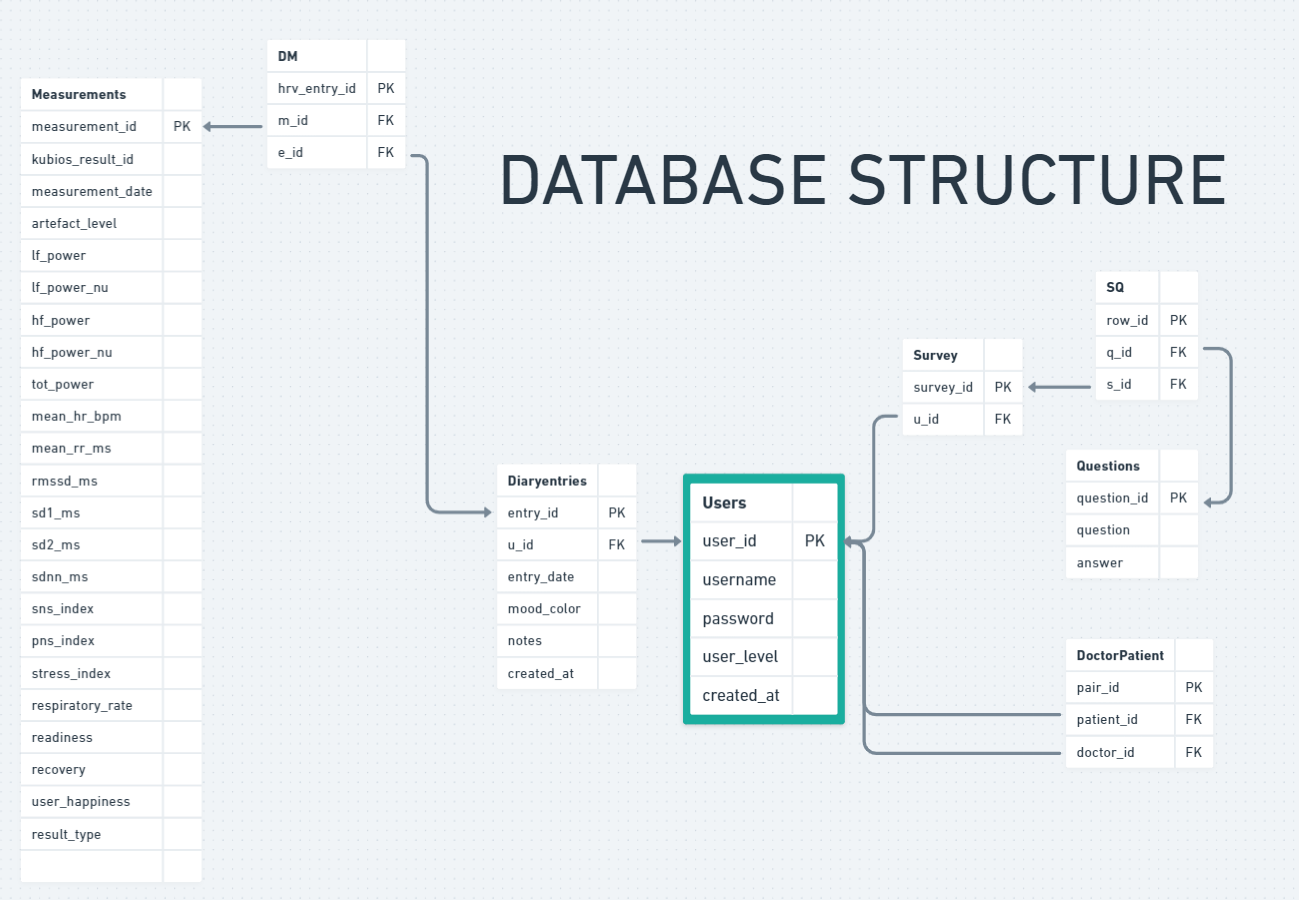 DATABASE STRUCTURE
Measurements
measurement_id PK
kubios_result_id
measurement_date
artefact_level
lf_power
lf_power_nu
hf_power
hf_power_nu
tot_power
mean_hr_bpm
mean_rr_ms
rmssd_ms
sd1_ms
sd2_ms
sdnn_ms
sns_index
pns_index
stress_index
respiratory_rate
readiness
recovery
user_happiness
result_type
DM
hrv_entry_id PK
m_id FK
e_id FK
Diaryentries
entry_id PK
u_id FK
entry_date
mood_color
notes
created_at
Users
user_id PK
username
password
user_level
created_at
Survey
survey_id PK
u_id FK
SQ
row_id PK
q_id FK
s_id FK
Questions
question_id PK
question
answer
DoctorPatient
pair_id PK
patient_id FK
doctor_id FK